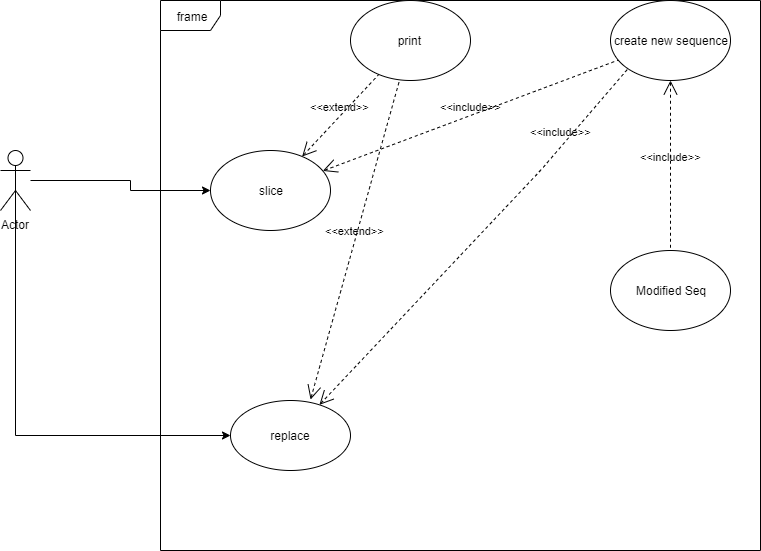 frame
print
create new sequence
<<extend>>
<<include>>
<<include>>
<<include>>
slice
Actor
<<extend>>
Modified Seq
replace